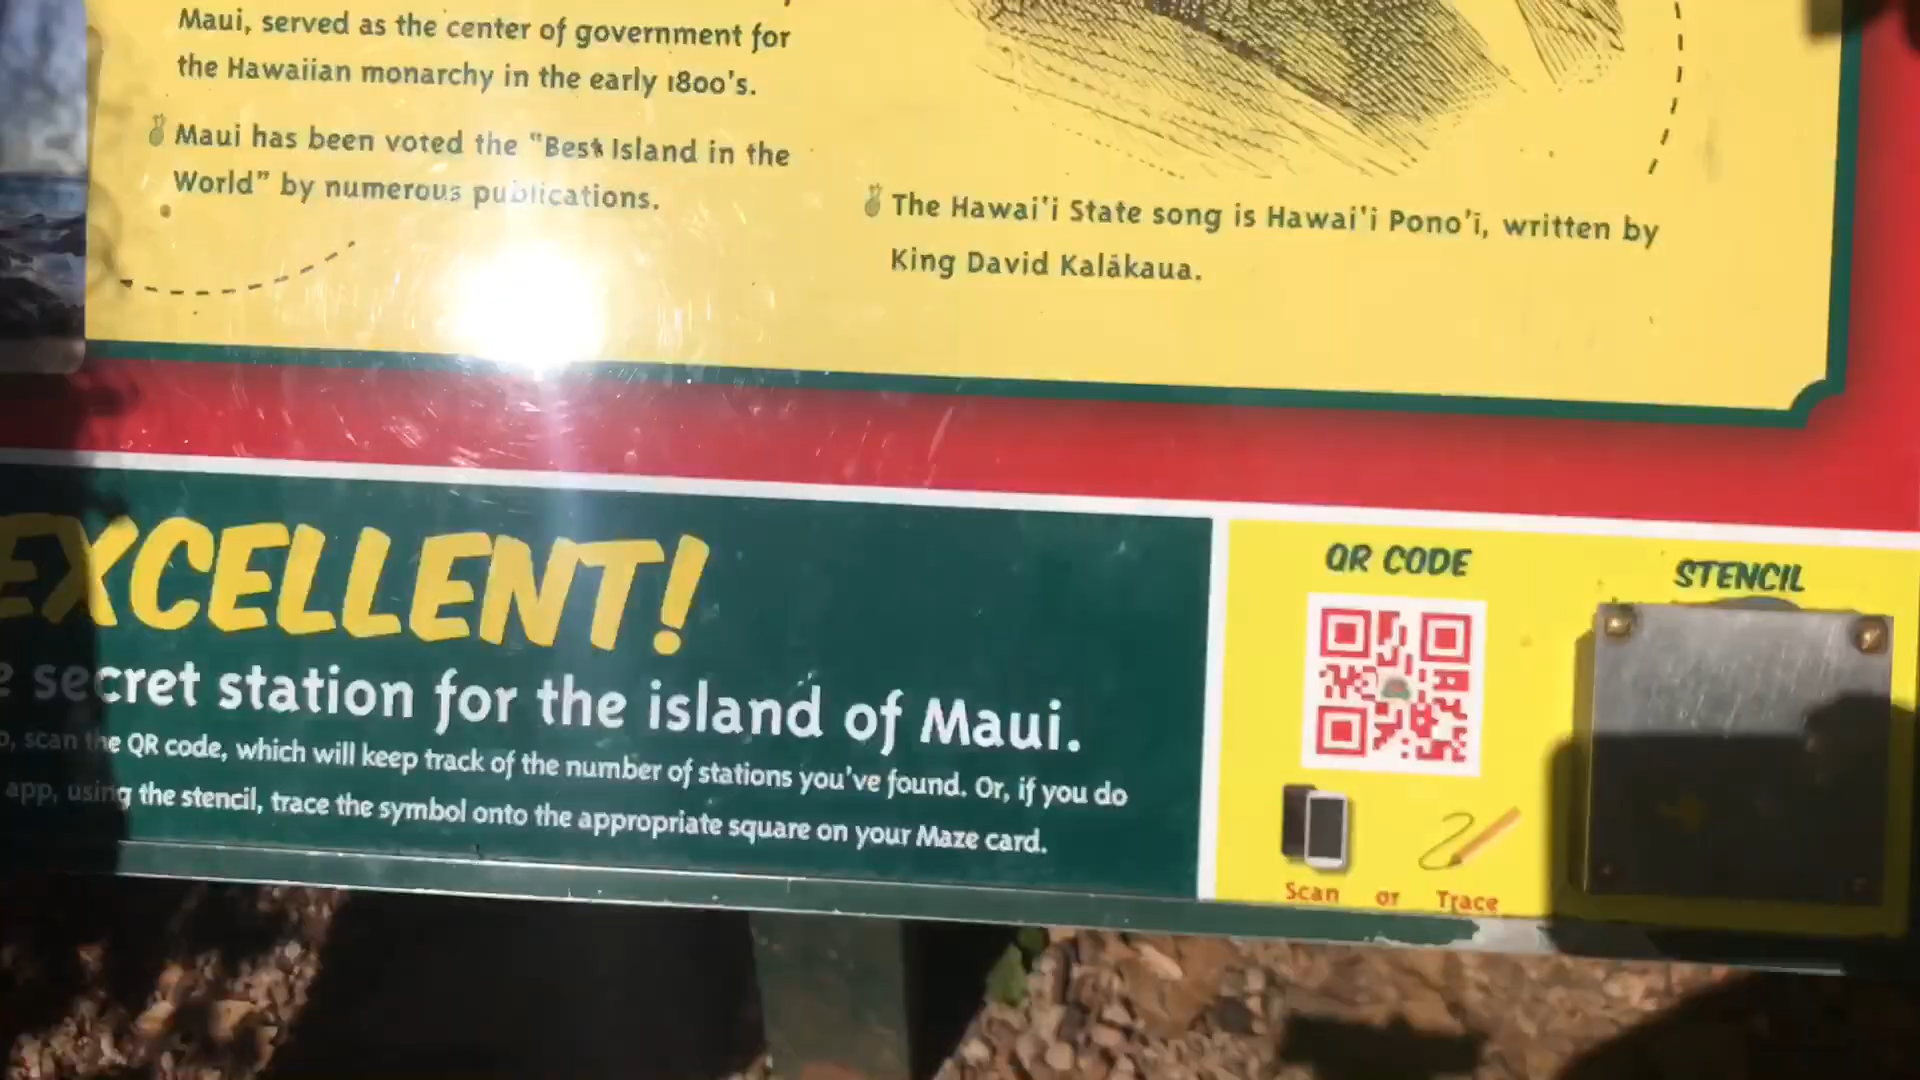 Maui, served as the center of government for
the Hawaiian monarchy in the early 1800's.
Maui has been voted the "Best Island in the
World" by numerous publications.
The Hawai'i State song is Hawai'i Pono'ī, written by
King David Kalākaua.
EXCELLENT!
secret station for the island of Maui.
scan the QR code, which will keep track of the number of stations you've found. Or, if you do
app, using the stencil, trace the symbol onto the appropriate square on your Maze card.
QR CODE
STENCIL
Scan or Trace